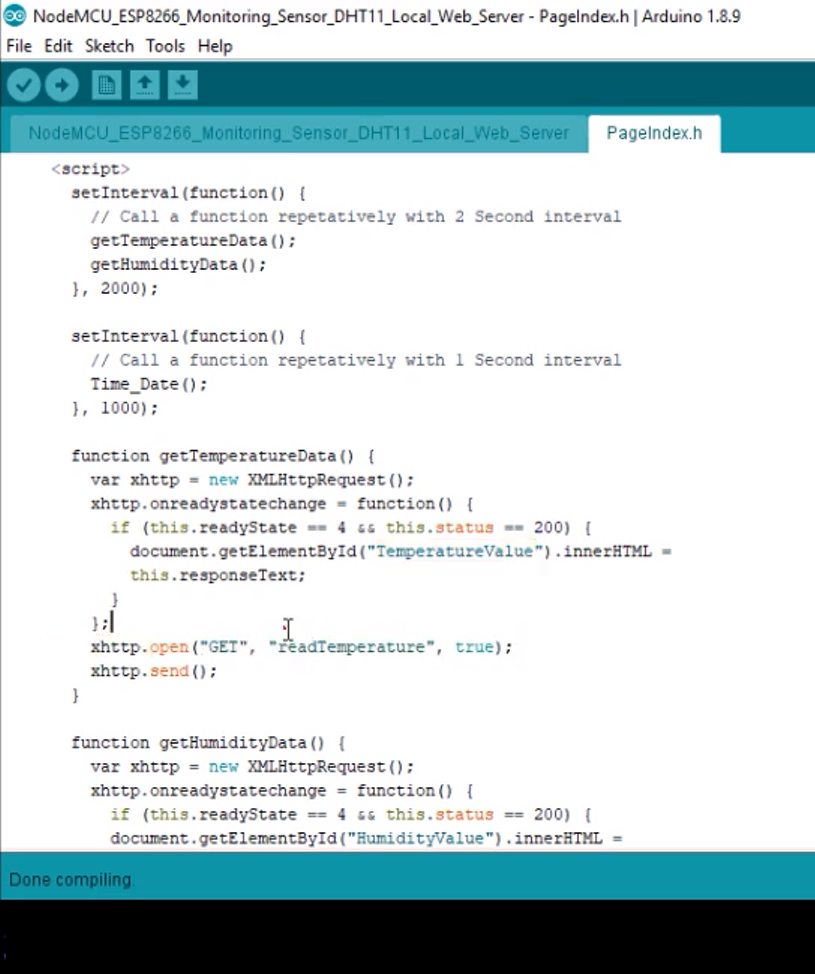 NodeMCU_ESP8266_Monitoring_Sensor_DHT11_Local_Web_Server - PageIndex.h | Arduino 1.8.9
File Edit Sketch Tools Help
NodeMCU_ESP8266_Monitoring_Sensor_DHT11_Local_Web_Server PageIndex.h
<script>
setInterval(function() {
// Call a function repetatively with 2 Second interval
getTemperatureData();
getHumidityData();
}, 2000);
setInterval(function() {
// Call a function repetatively with 1 Second interval
Time_Date();
}, 1000);
function getTemperatureData() {
var xhttp = new XMLHttpRequest();
xhttp.onreadystatechange = function() {
if (this.readyState == 4 && this.status == 200) {
document.getElementById("TemperatureValue").innerHTML =
this.responseText;
}
};
xhttp.open("GET", "readTemperature", true);
xhttp.send();
}
function getHumidityData() {
var xhttp = new XMLHttpRequest();
xhttp.onreadystatechange = function() {
if (this.readyState == 4 && this.status == 200) {
document.getElementById("HumidityValue").innerHTML =
Done compiling.